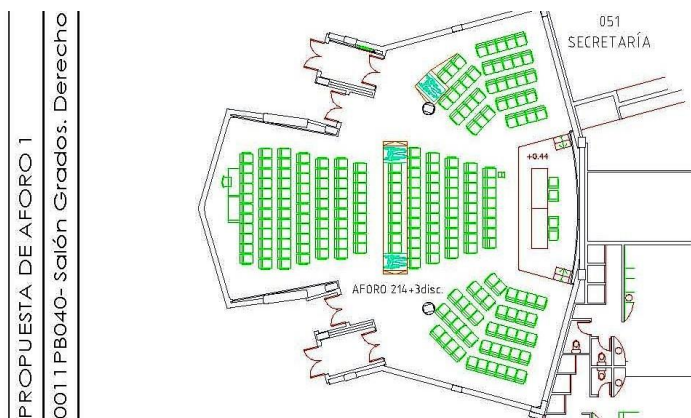 PROPUESTA DE AFORO 1
0011PB040- Salón Grados. Derecho
051
SECRETARÍA
+0.44
AFORO 214+3disc.